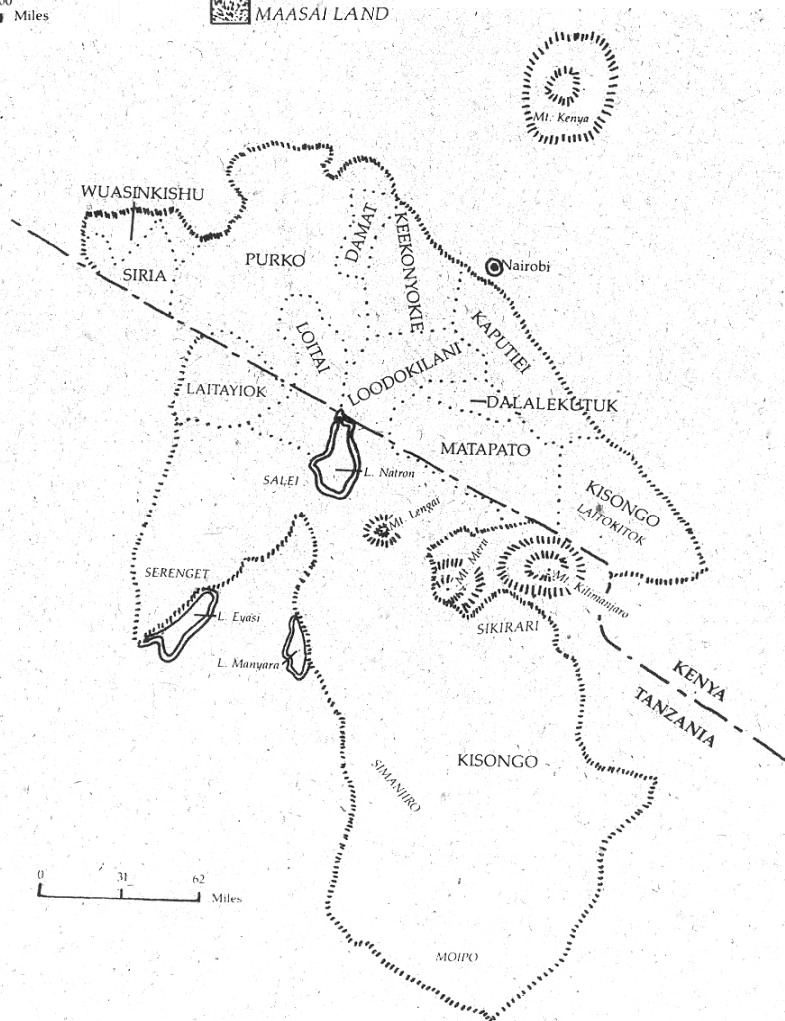 Miles
MAASAI LAND
Mt. Kenya
WUASINKISHU
DAMAT
KEEKONYOKIE
PURKO
Nairobi
SIRIA
LOITAI
KAPUTIEI
LOODOKILANI
LAITAYIOK
DALALEKUTUK
MATAPATO
L. Natron
SALEI
KISONGO
LAITOKITOK
Mt. Lengai
Mt. Meru
SERENGET
Mt. Kilimanjaro
L. Eyasi
SIKIRARI
L. Manyara
KENYA
TANZANIA
KISONGO
SIMANJIRO
0 31 62
Miles
MOIPO